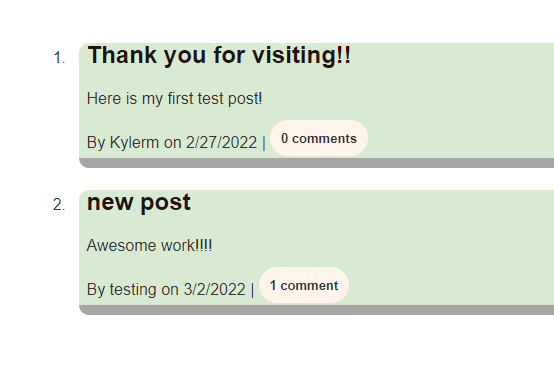 1. Thank you for visiting!!
Here is my first test post!
By Kylerm on 2/27/2022 | 0 comments
2. new post
Awesome work!!!!
By testing on 3/2/2022 | 1 comment